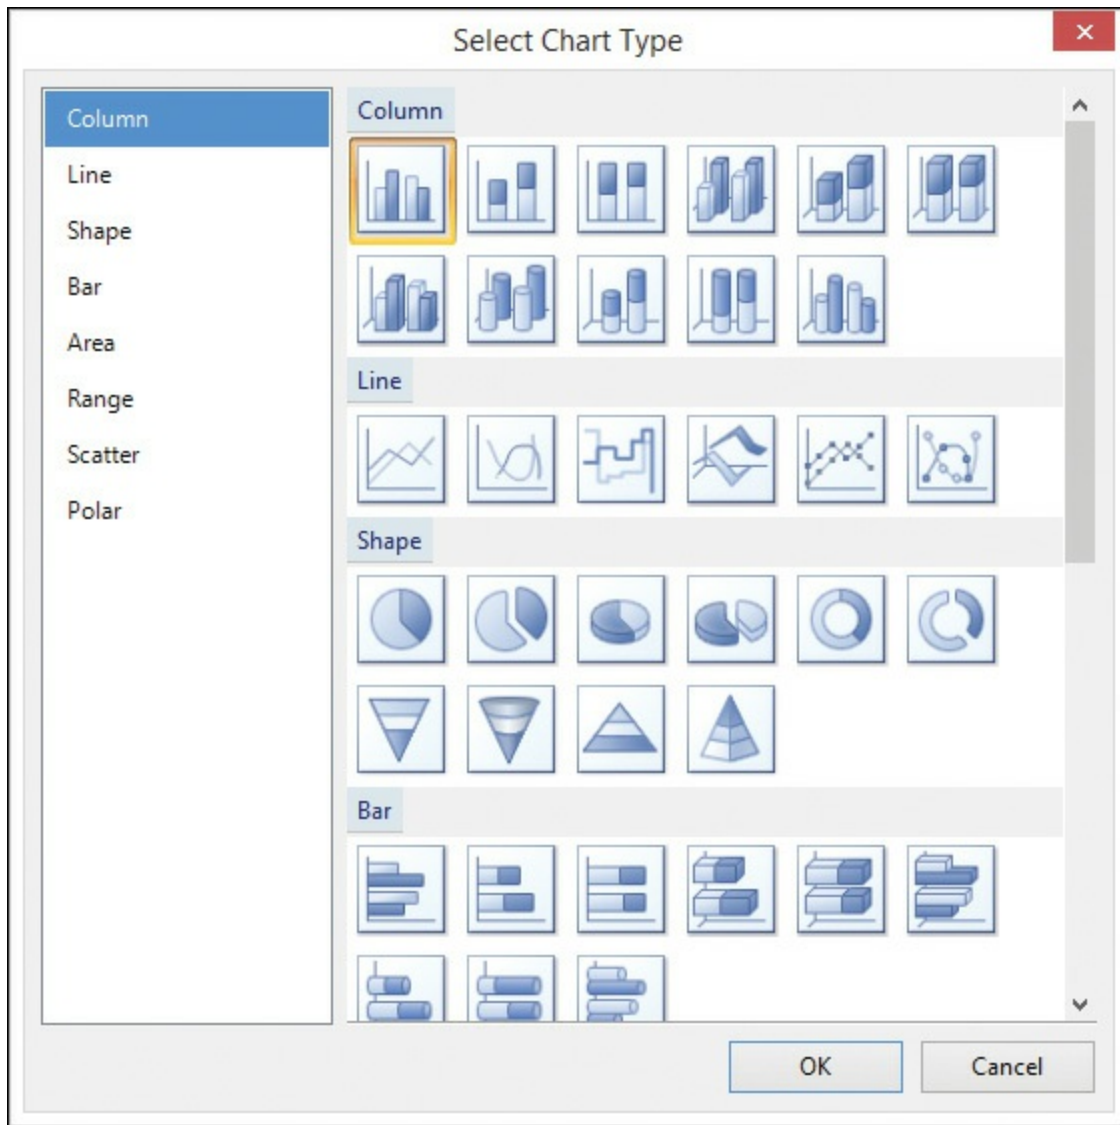 Select Chart Type
Column
Line
Shape
Bar
Area
Range
Scatter
Polar
Column
Line
Shape
Bar
OK
Cancel